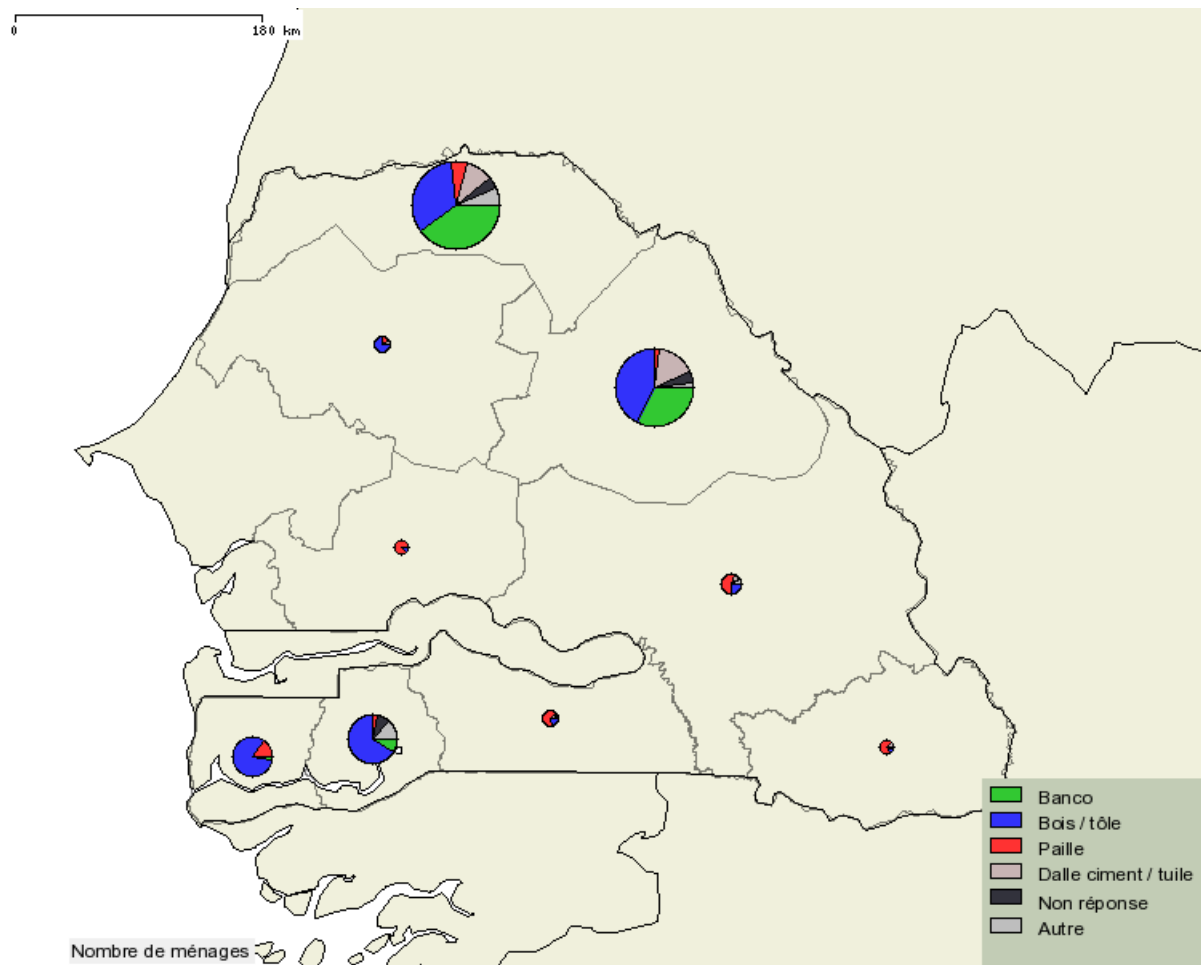 0 180 km
Banco
Bois / tôle
Paille
Dalle ciment / tuile
Non réponse
Autre
Nombre de ménages